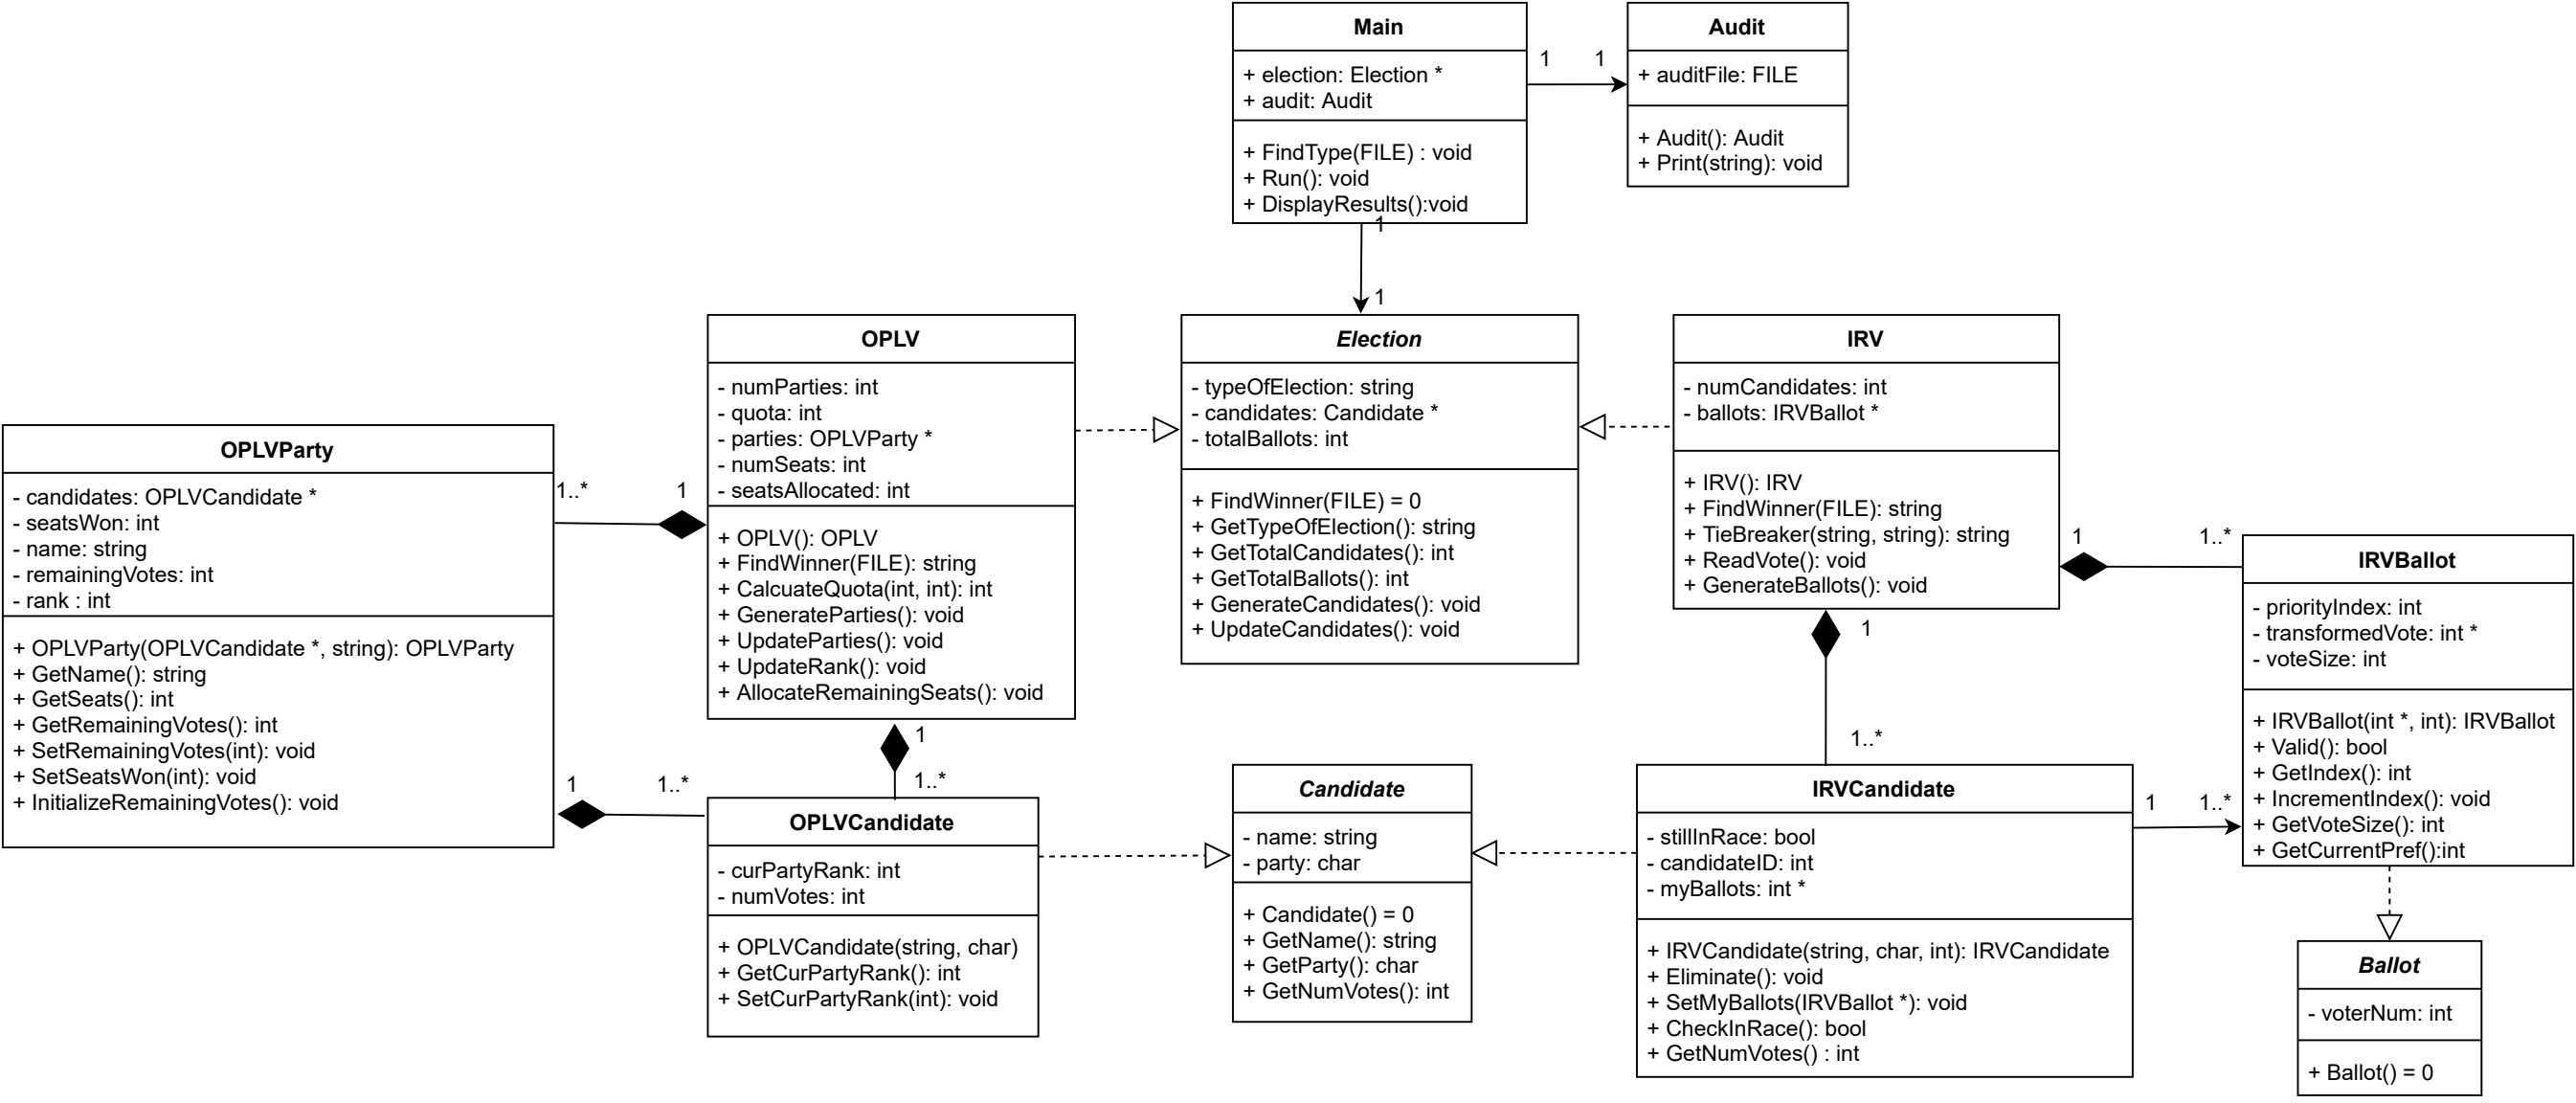 Main
+ election: Election *
+ audit: Audit
+ FindType(FILE) : void
+ Run(): void
+ DisplayResults():void
1
1
Audit
+ auditFile: FILE
+ Audit(): Audit
+ Print(string): void
1
1
OPLVParty
- candidates: OPLVCandidate *
- seatsWon: int
- name: string
- remainingVotes: int
- rank : int
+ OPLVParty(OPLVCandidate *, string): OPLVParty
+ GetName(): string
+ GetSeats(): int
+ GetRemainingVotes(): int
+ SetRemainingVotes(int): void
+ SetSeatsWon(int): void
+ InitializeRemainingVotes(): void
1..*
1
1
1..*
OPLV
- numParties: int
- quota: int
- parties: OPLVParty *
- numSeats: int
- seatsAllocated: int
+ OPLV(): OPLV
+ FindWinner(FILE): string
+ CalcuateQuota(int, int): int
+ GenerateParties(): void
+ UpdateParties(): void
+ UpdateRank(): void
+ AllocateRemainingSeats(): void
1
1..*
OPLVCandidate
- curPartyRank: int
- numVotes: int
+ OPLVCandidate(string, char)
+ GetCurPartyRank(): int
+ SetCurPartyRank(int): void
Election
- typeOfElection: string
- candidates: Candidate *
- totalBallots: int
+ FindWinner(FILE) = 0
+ GetTypeOfElection(): string
+ GetTotalCandidates(): int
+ GetTotalBallots(): int
+ GenerateCandidates(): void
+ UpdateCandidates(): void
Candidate
- name: string
- party: char
+ Candidate() = 0
+ GetName(): string
+ GetParty(): char
+ GetNumVotes(): int
IRV
- numCandidates: int
- ballots: IRVBallot *
+ IRV(): IRV
+ FindWinner(FILE): string
+ TieBreaker(string, string): string
+ ReadVote(): void
+ GenerateBallots(): void
1
1..*
1
1..*
IRVCandidate
- stillInRace: bool
- candidateID: int
- myBallots: int *
+ IRVCandidate(string, char, int): IRVCandidate
+ Eliminate(): void
+ SetMyBallots(IRVBallot *): void
+ CheckInRace(): bool
+ GetNumVotes() : int
1
1..*
IRVBallot
- priorityIndex: int
- transformedVote: int *
- voteSize: int
+ IRVBallot(int *, int): IRVBallot
+ Valid(): bool
+ GetIndex(): int
+ IncrementIndex(): void
+ GetVoteSize(): int
+ GetCurrentPref():int
Ballot
- voterNum: int
+ Ballot() = 0